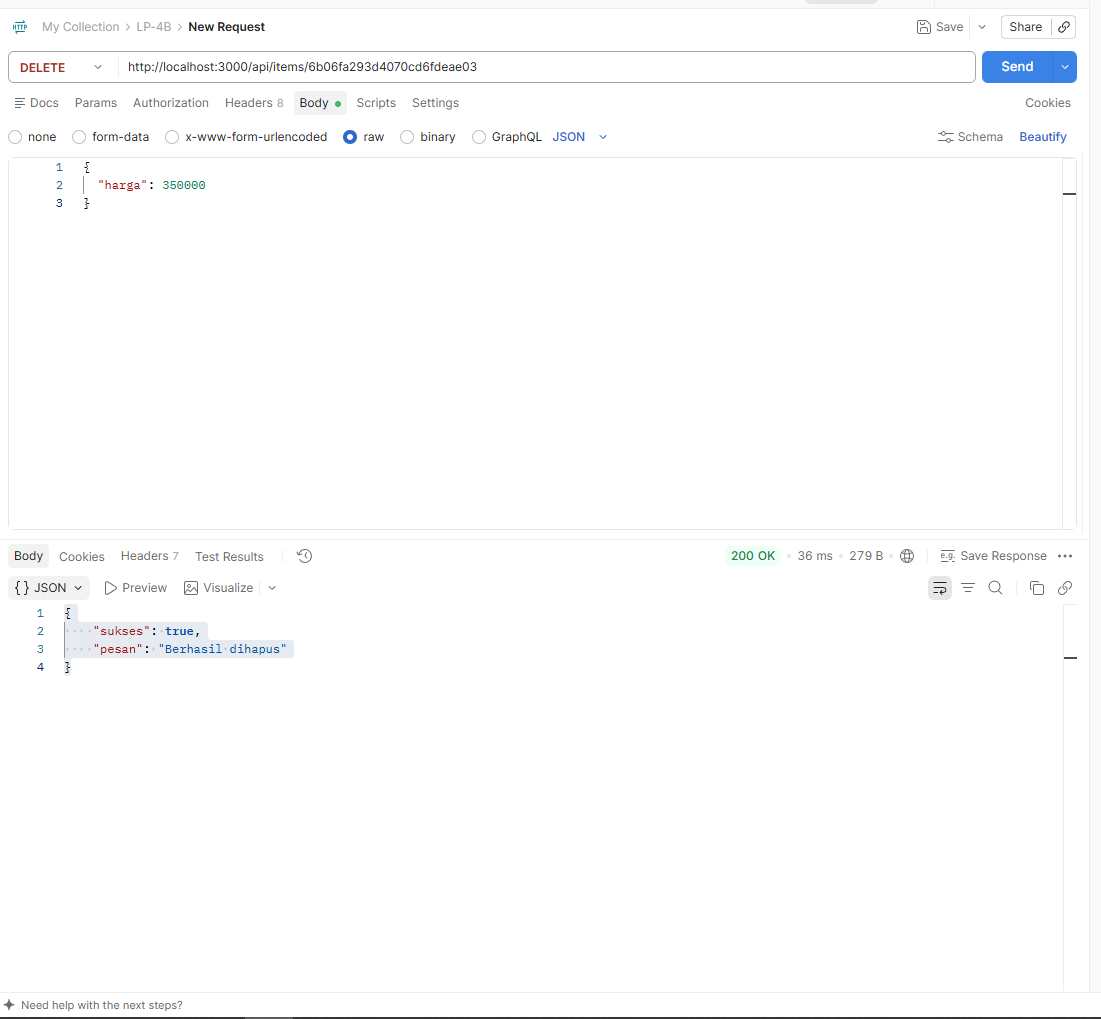 HTTP My Collection > LP-4B > New Request Save Share
DELETE http://localhost:3000/api/items/6b06fa293d4070cd6fdeae03 Send
Docs Params Authorization Headers 8 Body Scripts Settings Cookies
none form-data x-www-form-urlencoded raw binary GraphQL JSON Schema Beautify
1 {
2 "harga": 350000
3 }
Body Cookies Headers 7 Test Results 200 OK • 36 ms • 279 B • e.g. Save Response
{} JSON Preview Visualize
1 {
2 "sukses": true,
3 "pesan": "Berhasil dihapus"
4 }
Need help with the next steps?